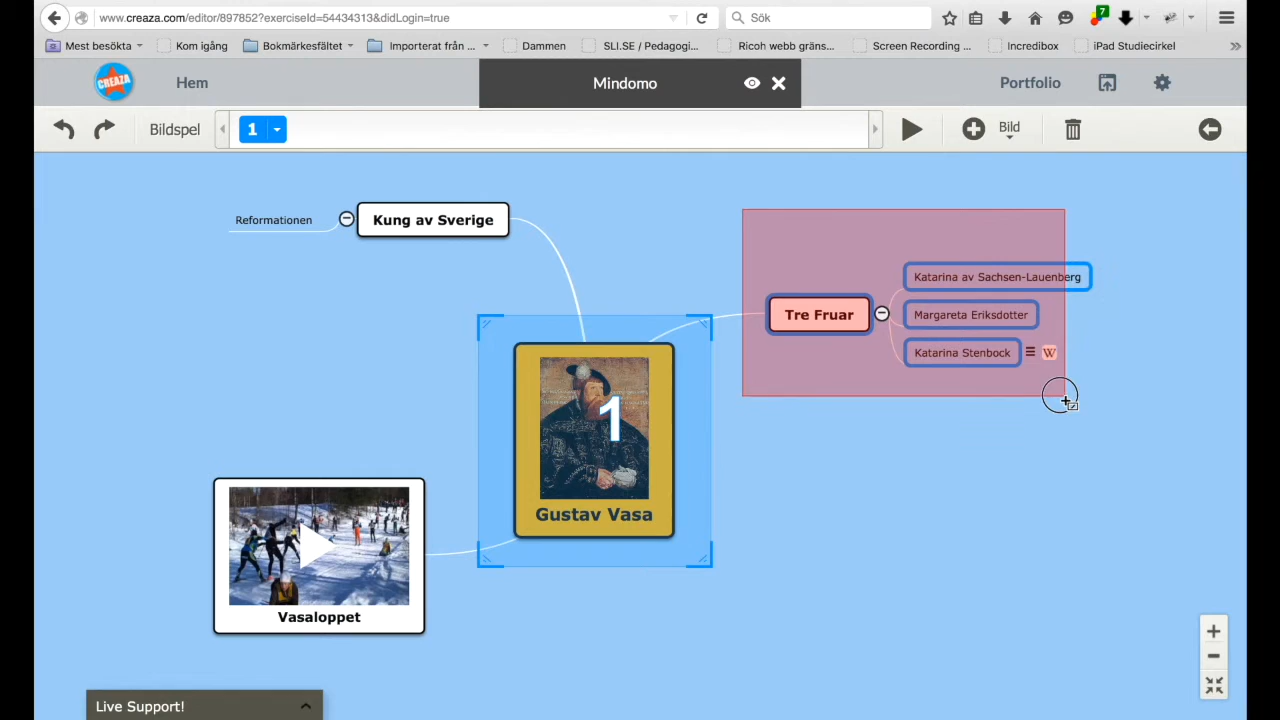 www.creaza.com/editor/897852?exerciseId=54434313&didLogin=true
Sök
7
Mest besökta
Kom igång
Bokmärkesfältet
Importerat från ...
Dammen
SLI.SE / Pedagogi...
Ricoh webb gräns...
Screen Recording ...
Incredibox
iPad Studiecirkel
CREAZA
Hem
Mindomo
Portfolio
Bildspel
1
Bild
Reformationen
Kung av Sverige
Tre Fruar
Katarina av Sachsen-Lauenberg
Margareta Eriksdotter
Katarina Stenbock
W
1
Gustav Vasa
Vasaloppet
Live Support!